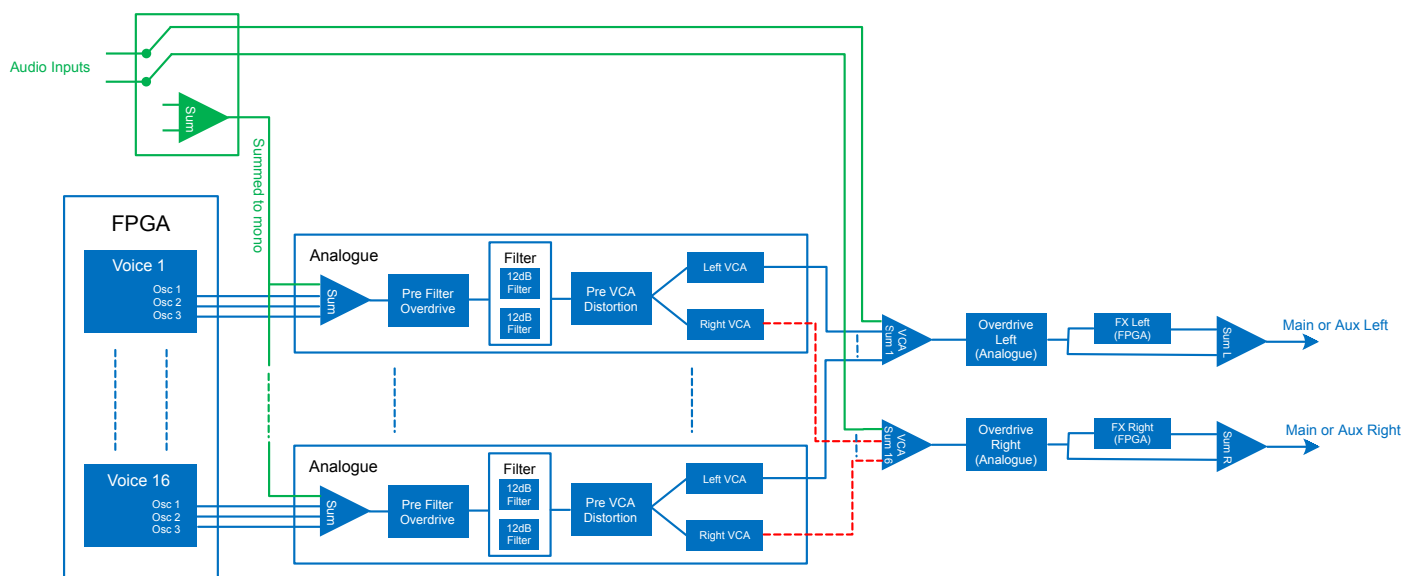 Audio Inputs
Sum
Summed to mono
FPGA
Voice 1
Osc 1
Osc 2
Osc 3
Analogue
Sum
Pre Filter
Overdrive
Filter
12dB
Filter
12dB
Filter
Pre VCA
Distortion
Left VCA
Right VCA
VCA
Sum 1
Overdrive
Left
(Analogue)
FX Left
(FPGA)
Sum L
Main or Aux Left
Voice 16
Osc 1
Osc 2
Osc 3
Analogue
Sum
Pre Filter
Overdrive
Filter
12dB
Filter
12dB
Filter
Pre VCA
Distortion
Left VCA
Right VCA
VCA
Sum 16
Overdrive
Right
(Analogue)
FX Right
(FPGA)
Sum R
Main or Aux Right